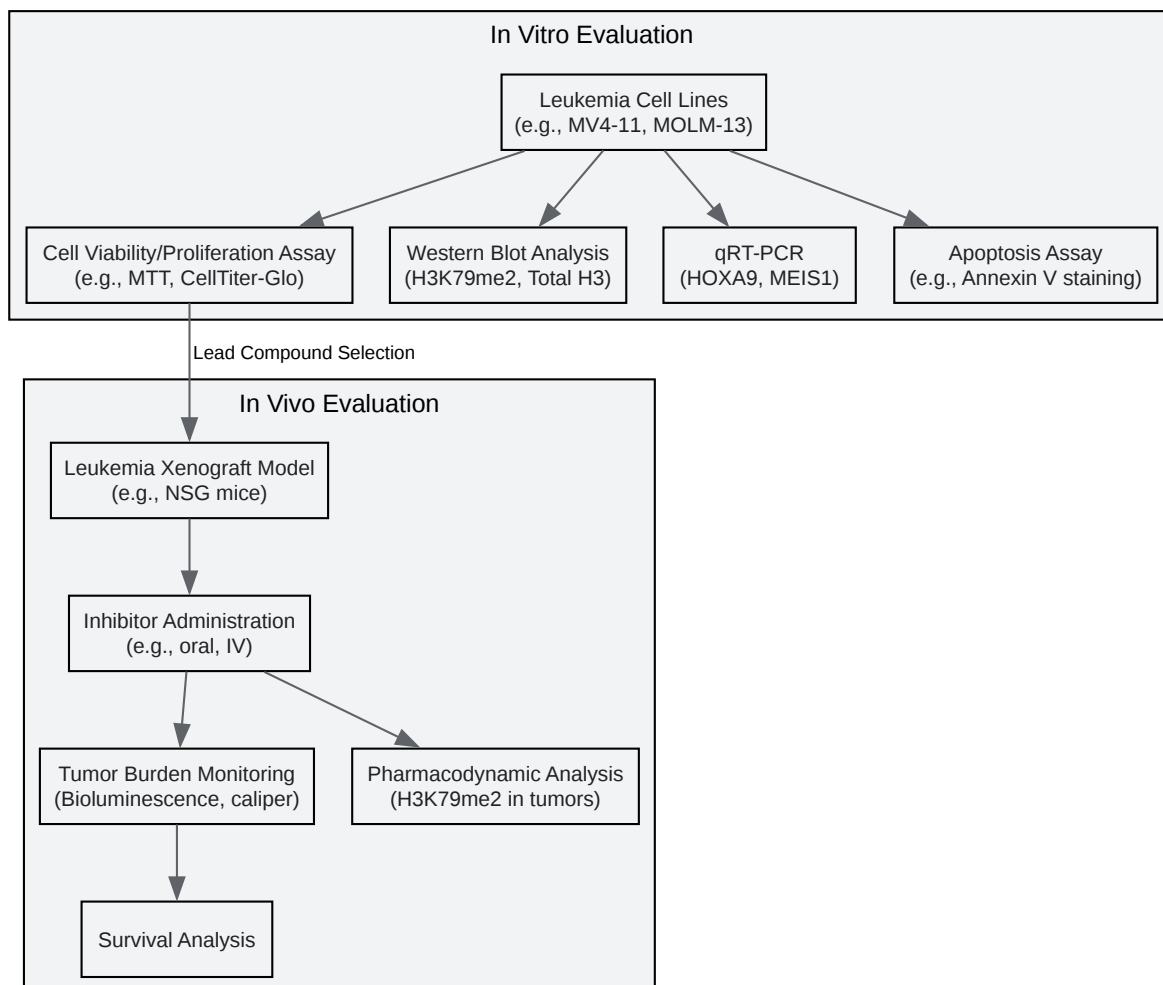 In Vitro Evaluation
Leukemia Cell Lines
(e.g., MV4-11, MOLM-13)
Cell Viability/Proliferation Assay
(e.g., MTT, CellTiter-Glo)
Western Blot Analysis
(H3K79me2, Total H3)
qRT-PCR
(HOXA9, MEIS1)
Apoptosis Assay
(e.g., Annexin V staining)
Lead Compound Selection
In Vivo Evaluation
Leukemia Xenograft Model
(e.g., NSG mice)
Inhibitor Administration
(e.g., oral, IV)
Tumor Burden Monitoring
(Bioluminescence, caliper)
Pharmacodynamic Analysis
(H3K79me2 in tumors)
Survival Analysis